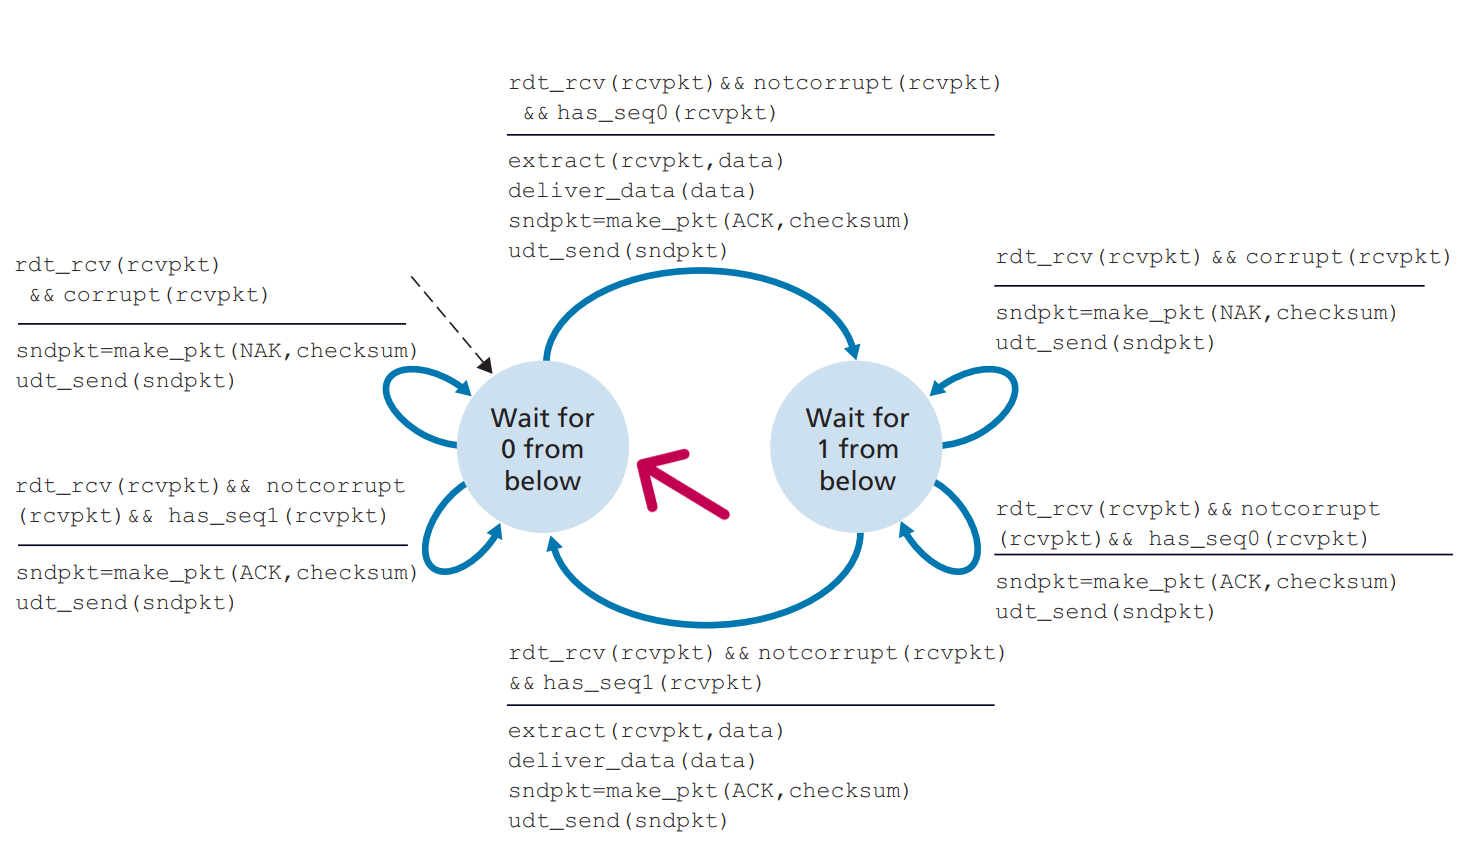 rdt_rcv(rcvpkt)&& notcorrupt(rcvpkt)
&& has_seq0(rcvpkt)
extract(rcvpkt,data)
deliver_data(data)
sndpkt=make_pkt(ACK,checksum)
udt_send(sndpkt)
rdt_rcv(rcvpkt)
&& corrupt(rcvpkt)
sndpkt=make_pkt(NAK,checksum)
udt_send(sndpkt)
rdt_rcv(rcvpkt) && corrupt(rcvpkt)
sndpkt=make_pkt(NAK,checksum)
udt_send(sndpkt)
Wait for
0 from
below
Wait for
1 from
below
rdt_rcv(rcvpkt)&& notcorrupt
(rcvpkt)&& has_seq1(rcvpkt)
sndpkt=make_pkt(ACK,checksum)
udt_send(sndpkt)
rdt_rcv(rcvpkt)&& notcorrupt
(rcvpkt)&& has_seq0(rcvpkt)
sndpkt=make_pkt(ACK,checksum)
udt_send(sndpkt)
rdt_rcv(rcvpkt) && notcorrupt(rcvpkt)
&& has_seq1(rcvpkt)
extract(rcvpkt,data)
deliver_data(data)
sndpkt=make_pkt(ACK,checksum)
udt_send(sndpkt)